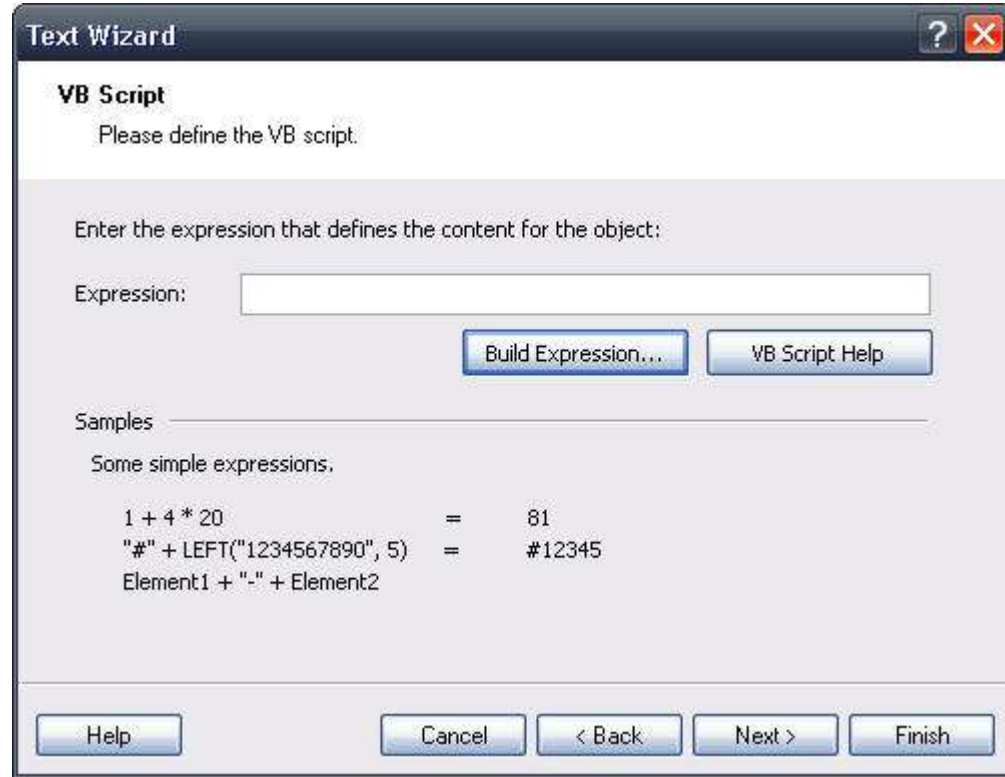 Text Wizard ?
VB Script
Please define the VB script.
Enter the expression that defines the content for the object:
Expression:
Build Expression... VB Script Help
Samples
Some simple expressions.
1 + 4 * 20 = 81
"#" + LEFT("1234567890", 5) = #12345
Element1 + "-" + Element2
Help Cancel < Back Next > Finish